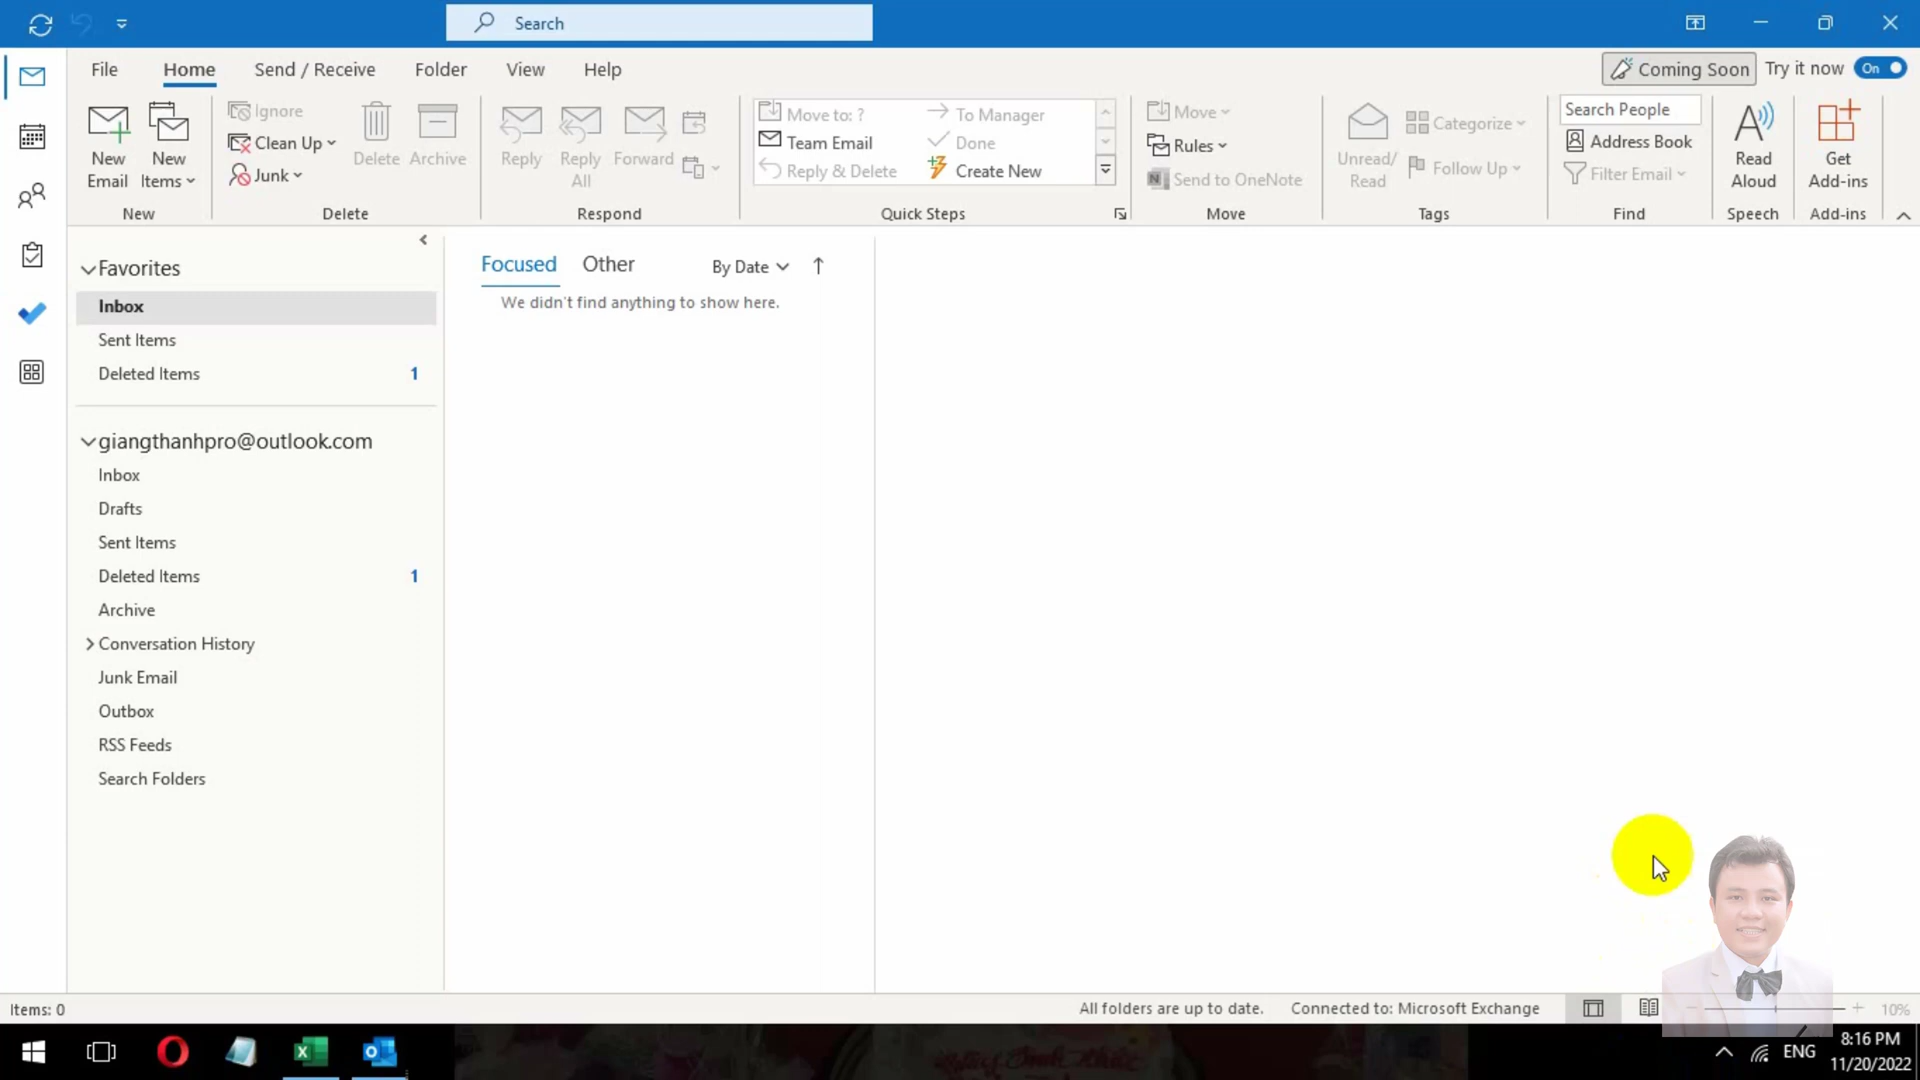 Search
File Home Send / Receive Folder View Help
Coming Soon Try it now On
New Email
New Items
New
Ignore
Clean Up
Junk
Delete
Archive
Delete
Reply
Reply All
Forward
Respond
Move to: ?
To Manager
Team Email
Done
Reply & Delete
Create New
Quick Steps
Move
Rules
Send to OneNote
Move
Unread/ Read
Categorize
Follow Up
Tags
Search People
Address Book
Filter Email
Find
Read Aloud
Speech
Get Add-ins
Add-ins
Favorites
Inbox
Sent Items
Deleted Items 1
giangthanhpro@outlook.com
Inbox
Drafts
Sent Items
Deleted Items 1
Archive
Conversation History
Junk Email
Outbox
RSS Feeds
Search Folders
Focused Other By Date
We didn't find anything to show here.
Items: 0
All folders are up to date. Connected to: Microsoft Exchange 10%
ENG
8:16 PM
11/20/2022